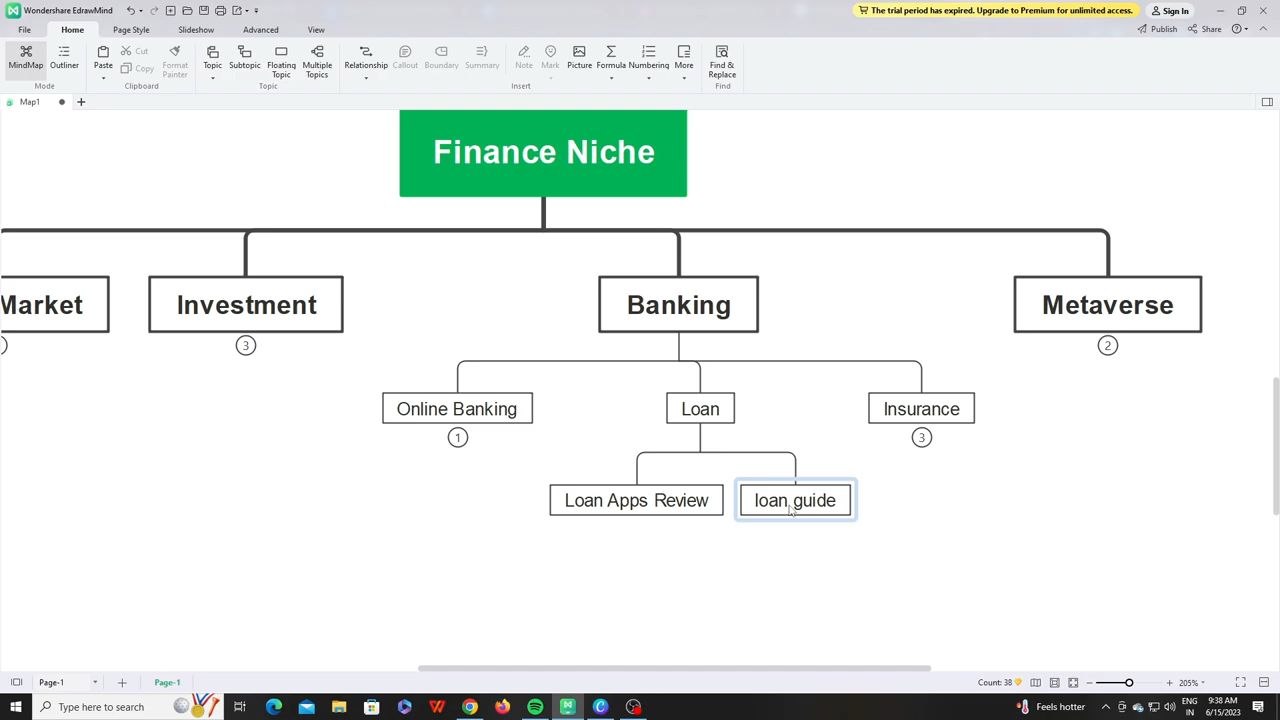 Wondershare EdrawMind
The trial period has expired. Upgrade to Premium for unlimited access.
Sign In
File Home Page Style Slideshow Advanced View
Publish Share
MindMap Outliner
Mode
Paste Cut Copy Format Painter
Clipboard
Topic Subtopic Floating Topic Multiple Topics
Topic
Relationship Callout Boundary Summary Note Mark Picture Formula Numbering More
Insert
Find & Replace
Find
Map1
Finance Niche
Market Investment Banking Metaverse
3 2
Online Banking Loan Insurance
1 3
Loan Apps Review loan guide
Page-1 Page-1 Count: 38 205%
Type here to search
Feels hotter
ENG
IN
9:38 AM
6/15/2023